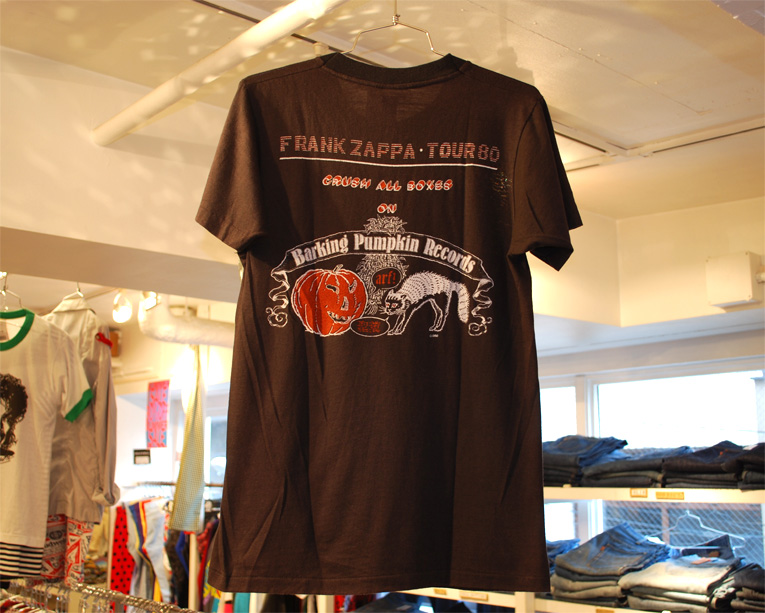 FRANK ZAPPA · TOUR 80
CRUSH ALL BOXES
ON
Barking Pumpkin Records
arf!